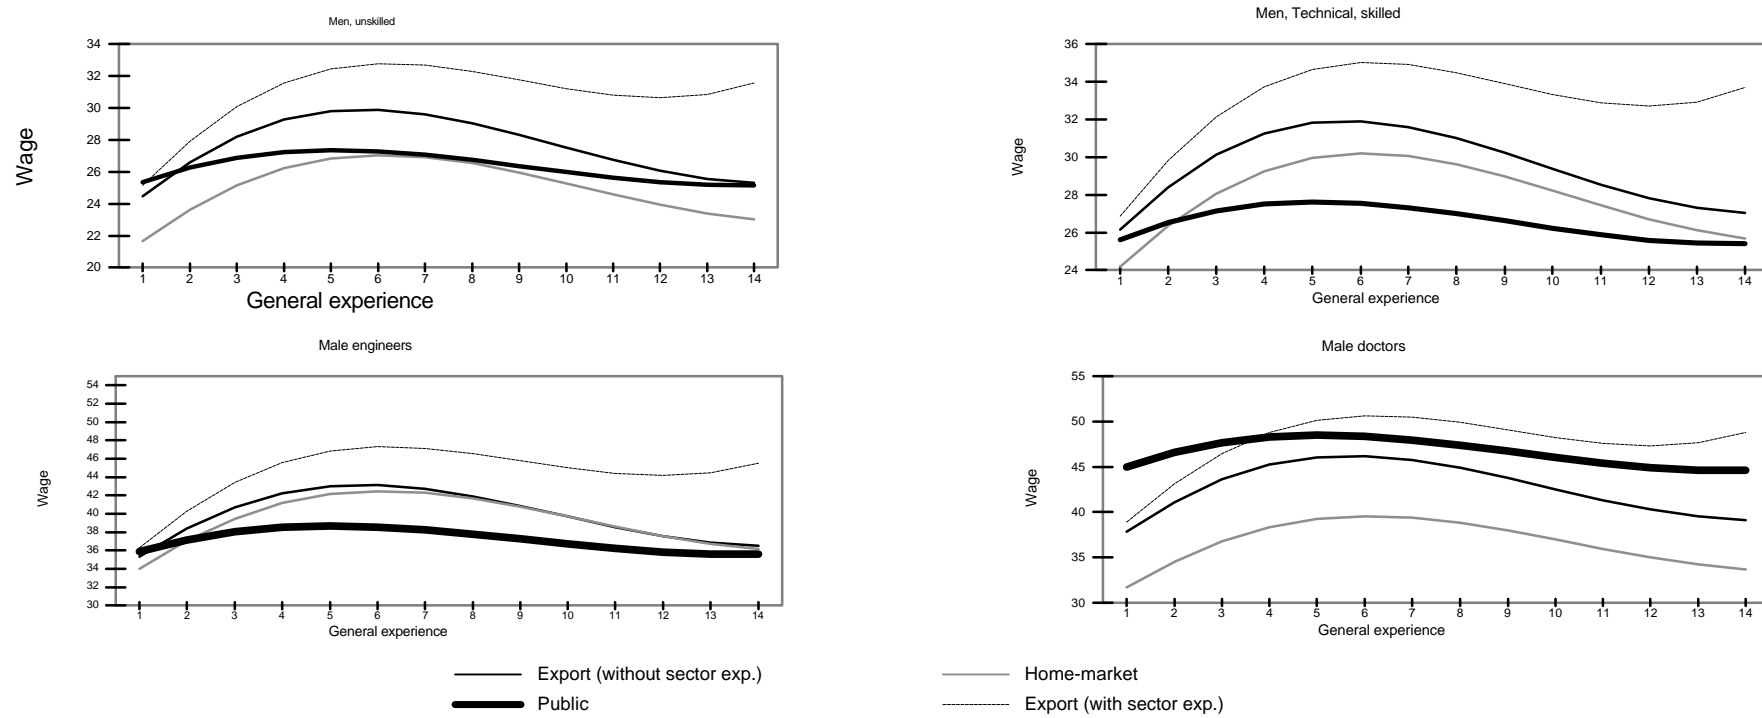 Men, unskilled
34
32
30
28
26
24
22
20
Wage
1 2 3 4 5 6 7 8 9 10 11 12 13 14
General experience
Men, Technical, skilled
36
34
32
30
28
26
24
Wage
1 2 3 4 5 6 7 8 9 10 11 12 13 14
General experience
Male engineers
54
52
50
48
46
44
42
40
38
36
34
32
30
Wage
1 2 3 4 5 6 7 8 9 10 11 12 13 14
General experience
Male doctors
55
50
45
40
35
30
Wage
1 2 3 4 5 6 7 8 9 10 11 12 13 14
General experience
Export (without sector exp.)
Home-market
Public
Export (with sector exp.)